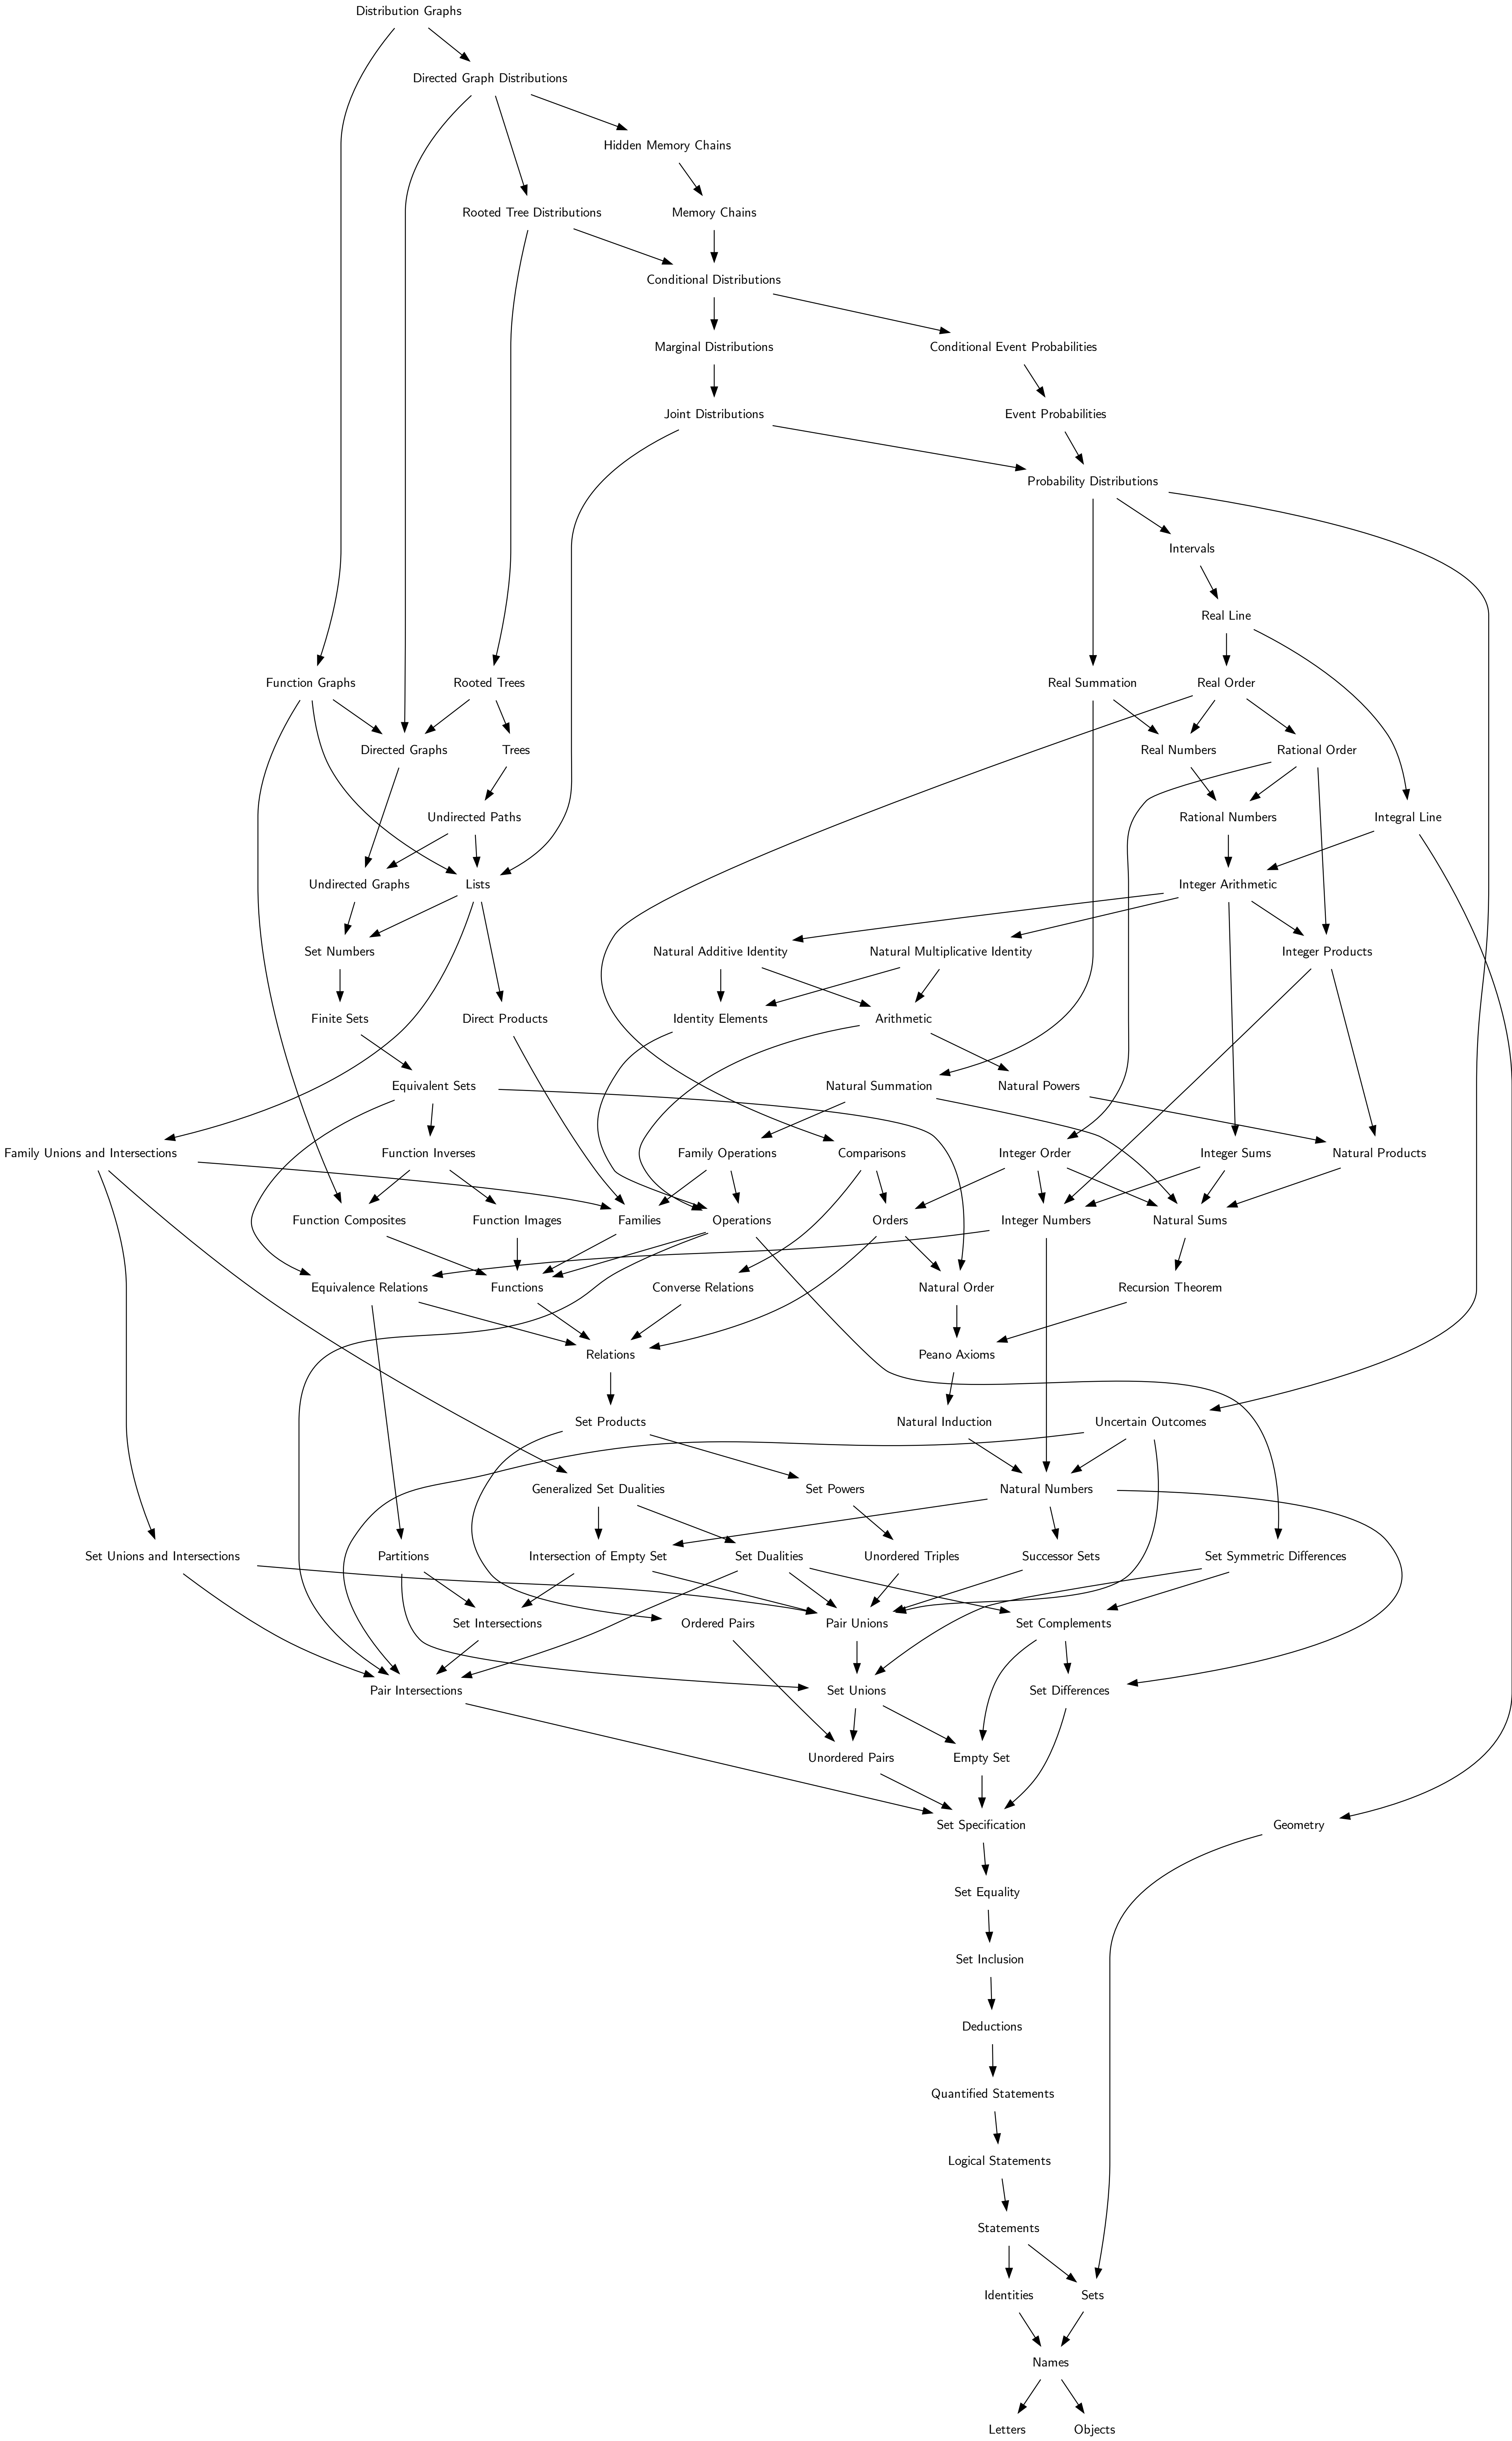 Distribution Graphs
Directed Graph Distributions
Hidden Memory Chains
Rooted Tree Distributions
Memory Chains
Conditional Distributions
Marginal Distributions
Conditional Event Probabilities
Joint Distributions
Event Probabilities
Probability Distributions
Intervals
Real Line
Function Graphs
Rooted Trees
Real Summation
Real Order
Directed Graphs
Trees
Real Numbers
Rational Order
Undirected Paths
Rational Numbers
Integral Line
Undirected Graphs
Lists
Integer Arithmetic
Set Numbers
Natural Additive Identity
Natural Multiplicative Identity
Integer Products
Finite Sets
Direct Products
Identity Elements
Arithmetic
Equivalent Sets
Natural Summation
Natural Powers
Family Unions and Intersections
Function Inverses
Family Operations
Comparisons
Integer Order
Integer Sums
Natural Products
Function Composites
Function Images
Families
Operations
Orders
Integer Numbers
Natural Sums
Equivalence Relations
Functions
Converse Relations
Natural Order
Recursion Theorem
Relations
Peano Axioms
Set Products
Natural Induction
Uncertain Outcomes
Generalized Set Dualities
Set Powers
Natural Numbers
Set Unions and Intersections
Partitions
Intersection of Empty Set
Set Dualities
Unordered Triples
Successor Sets
Set Symmetric Differences
Set Intersections
Ordered Pairs
Pair Unions
Set Complements
Pair Intersections
Set Unions
Set Differences
Unordered Pairs
Empty Set
Set Specification
Geometry
Set Equality
Set Inclusion
Deductions
Quantified Statements
Logical Statements
Statements
Identities
Sets
Names
Letters
Objects